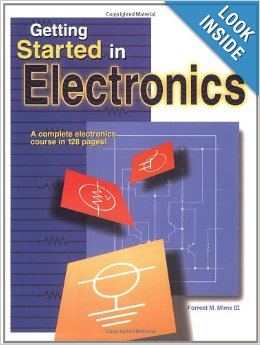 LOOK
INSIDE!
Getting
Started in
Electronics
A complete electronics
course in 128 pages!
Forrest M. Mims III